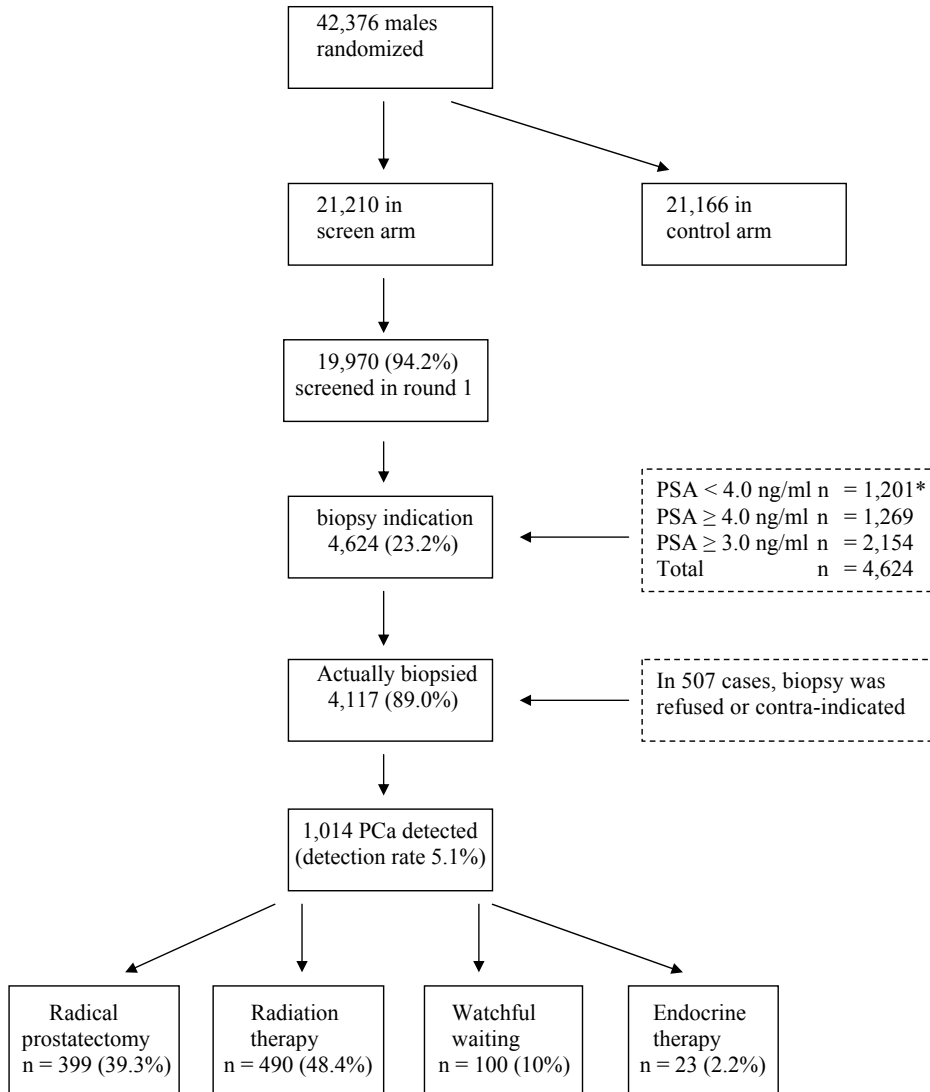 42,376 males
randomized
21,210 in
screen arm
21,166 in
control arm
19,970 (94.2%)
screened in round 1
biopsy indication
4,624 (23.2%)
PSA < 4.0 ng/ml n = 1,201*
PSA ≥ 4.0 ng/ml n = 1,269
PSA ≥ 3.0 ng/ml n = 2,154
Total n = 4,624
Actually biopsied
4,117 (89.0%)
In 507 cases, biopsy was
refused or contra-indicated
1,014 PCa detected
(detection rate 5.1%)
Radical
prostatectomy
n = 399 (39.3%)
Radiation
therapy
n = 490 (48.4%)
Watchful
waiting
n = 100 (10%)
Endocrine
therapy
n = 23 (2.2%)